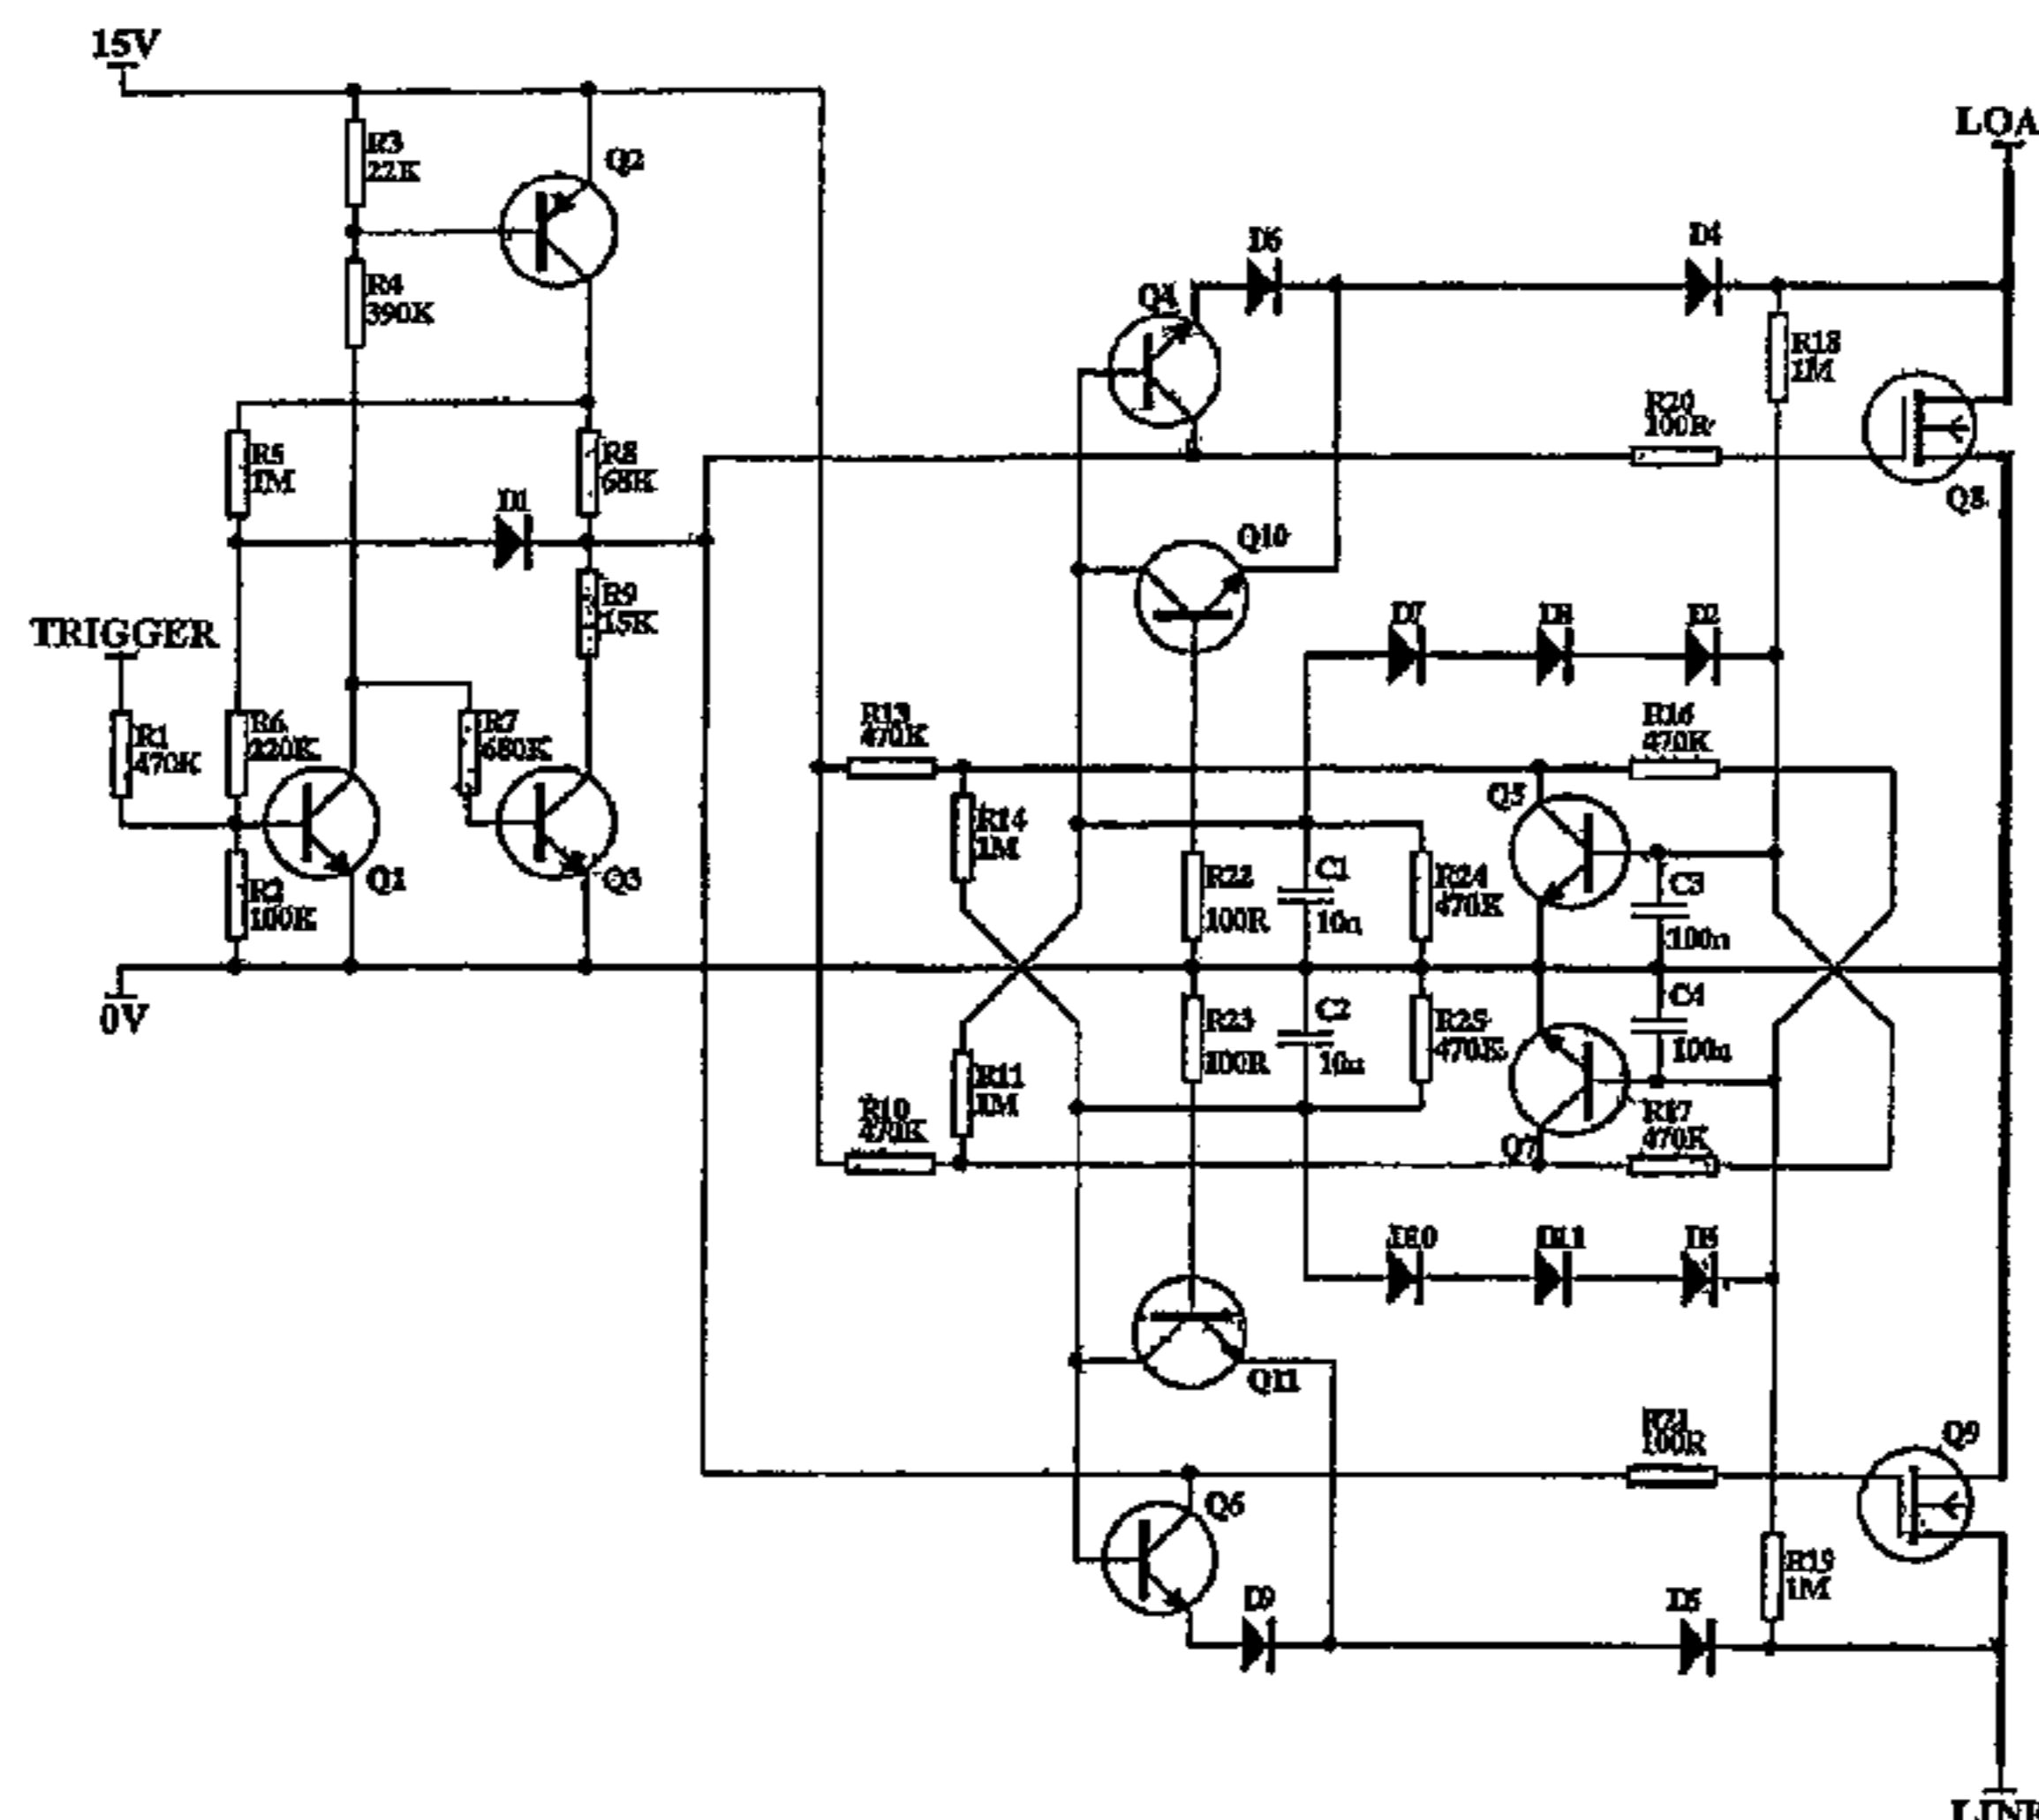 15V
R3
22K
Q2
R4
390K
R5
1M
R8
68K
D1
R9
15K
TRIGGER
R1
470K
R6
220K
R7
680K
R2
100K
Q1
Q3
0V
LOA
D6
D4
Q4
R18
1M
R20
100R
Q8
Q10
D7
D2
R13
470K
R16
470K
Q5
R14
1M
R22
100R
C1
10n
R24
470K
C3
100n
R23
100R
C2
10n
R25
470K
C4
100n
R11
1M
R10
470K
R17
470K
Q7
D10
D11
Q11
R21
100R
Q9
Q6
R19
1M
D9
D5
LINE